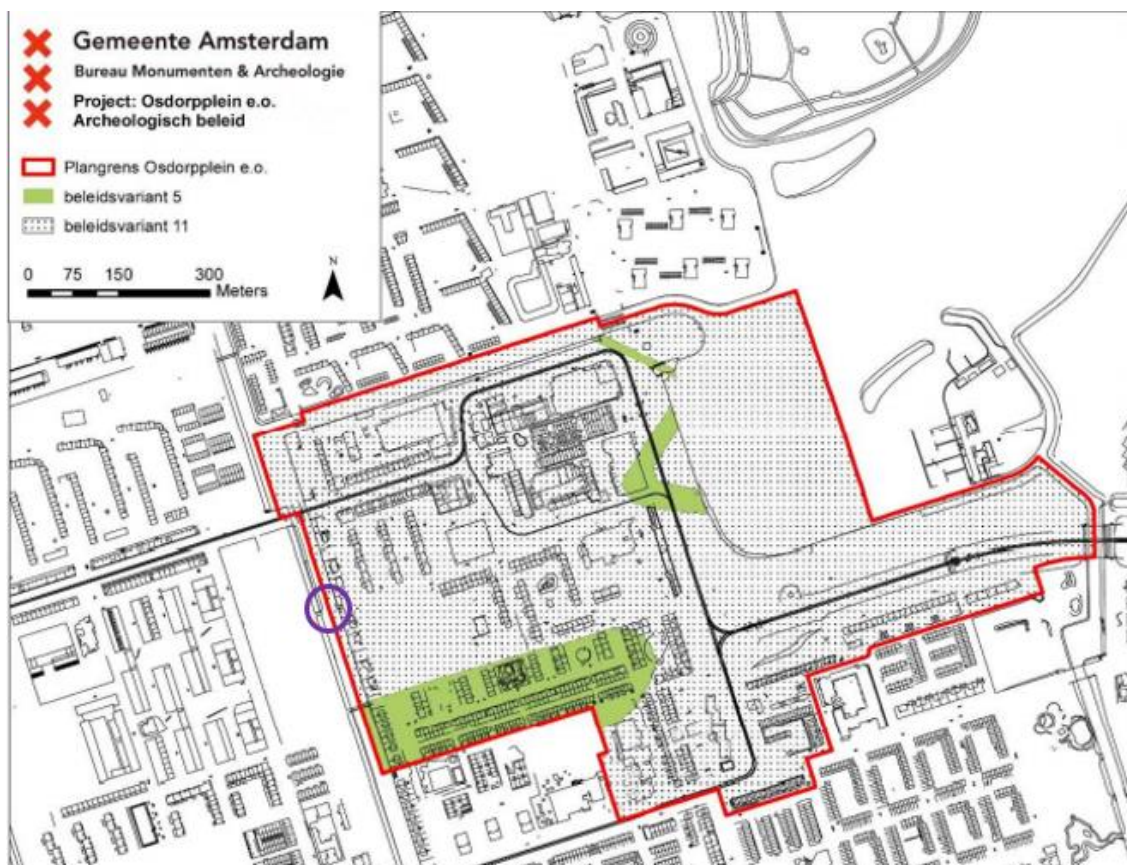 Gemeente Amsterdam
Bureau Monumenten & Archeologie
Project: Osdorpplein e.o.
Archeologisch beleid
Plangrens Osdorpplein e.o.
beleidsvariant 5
beleidsvariant 11
0 75 150 300
Meters
N